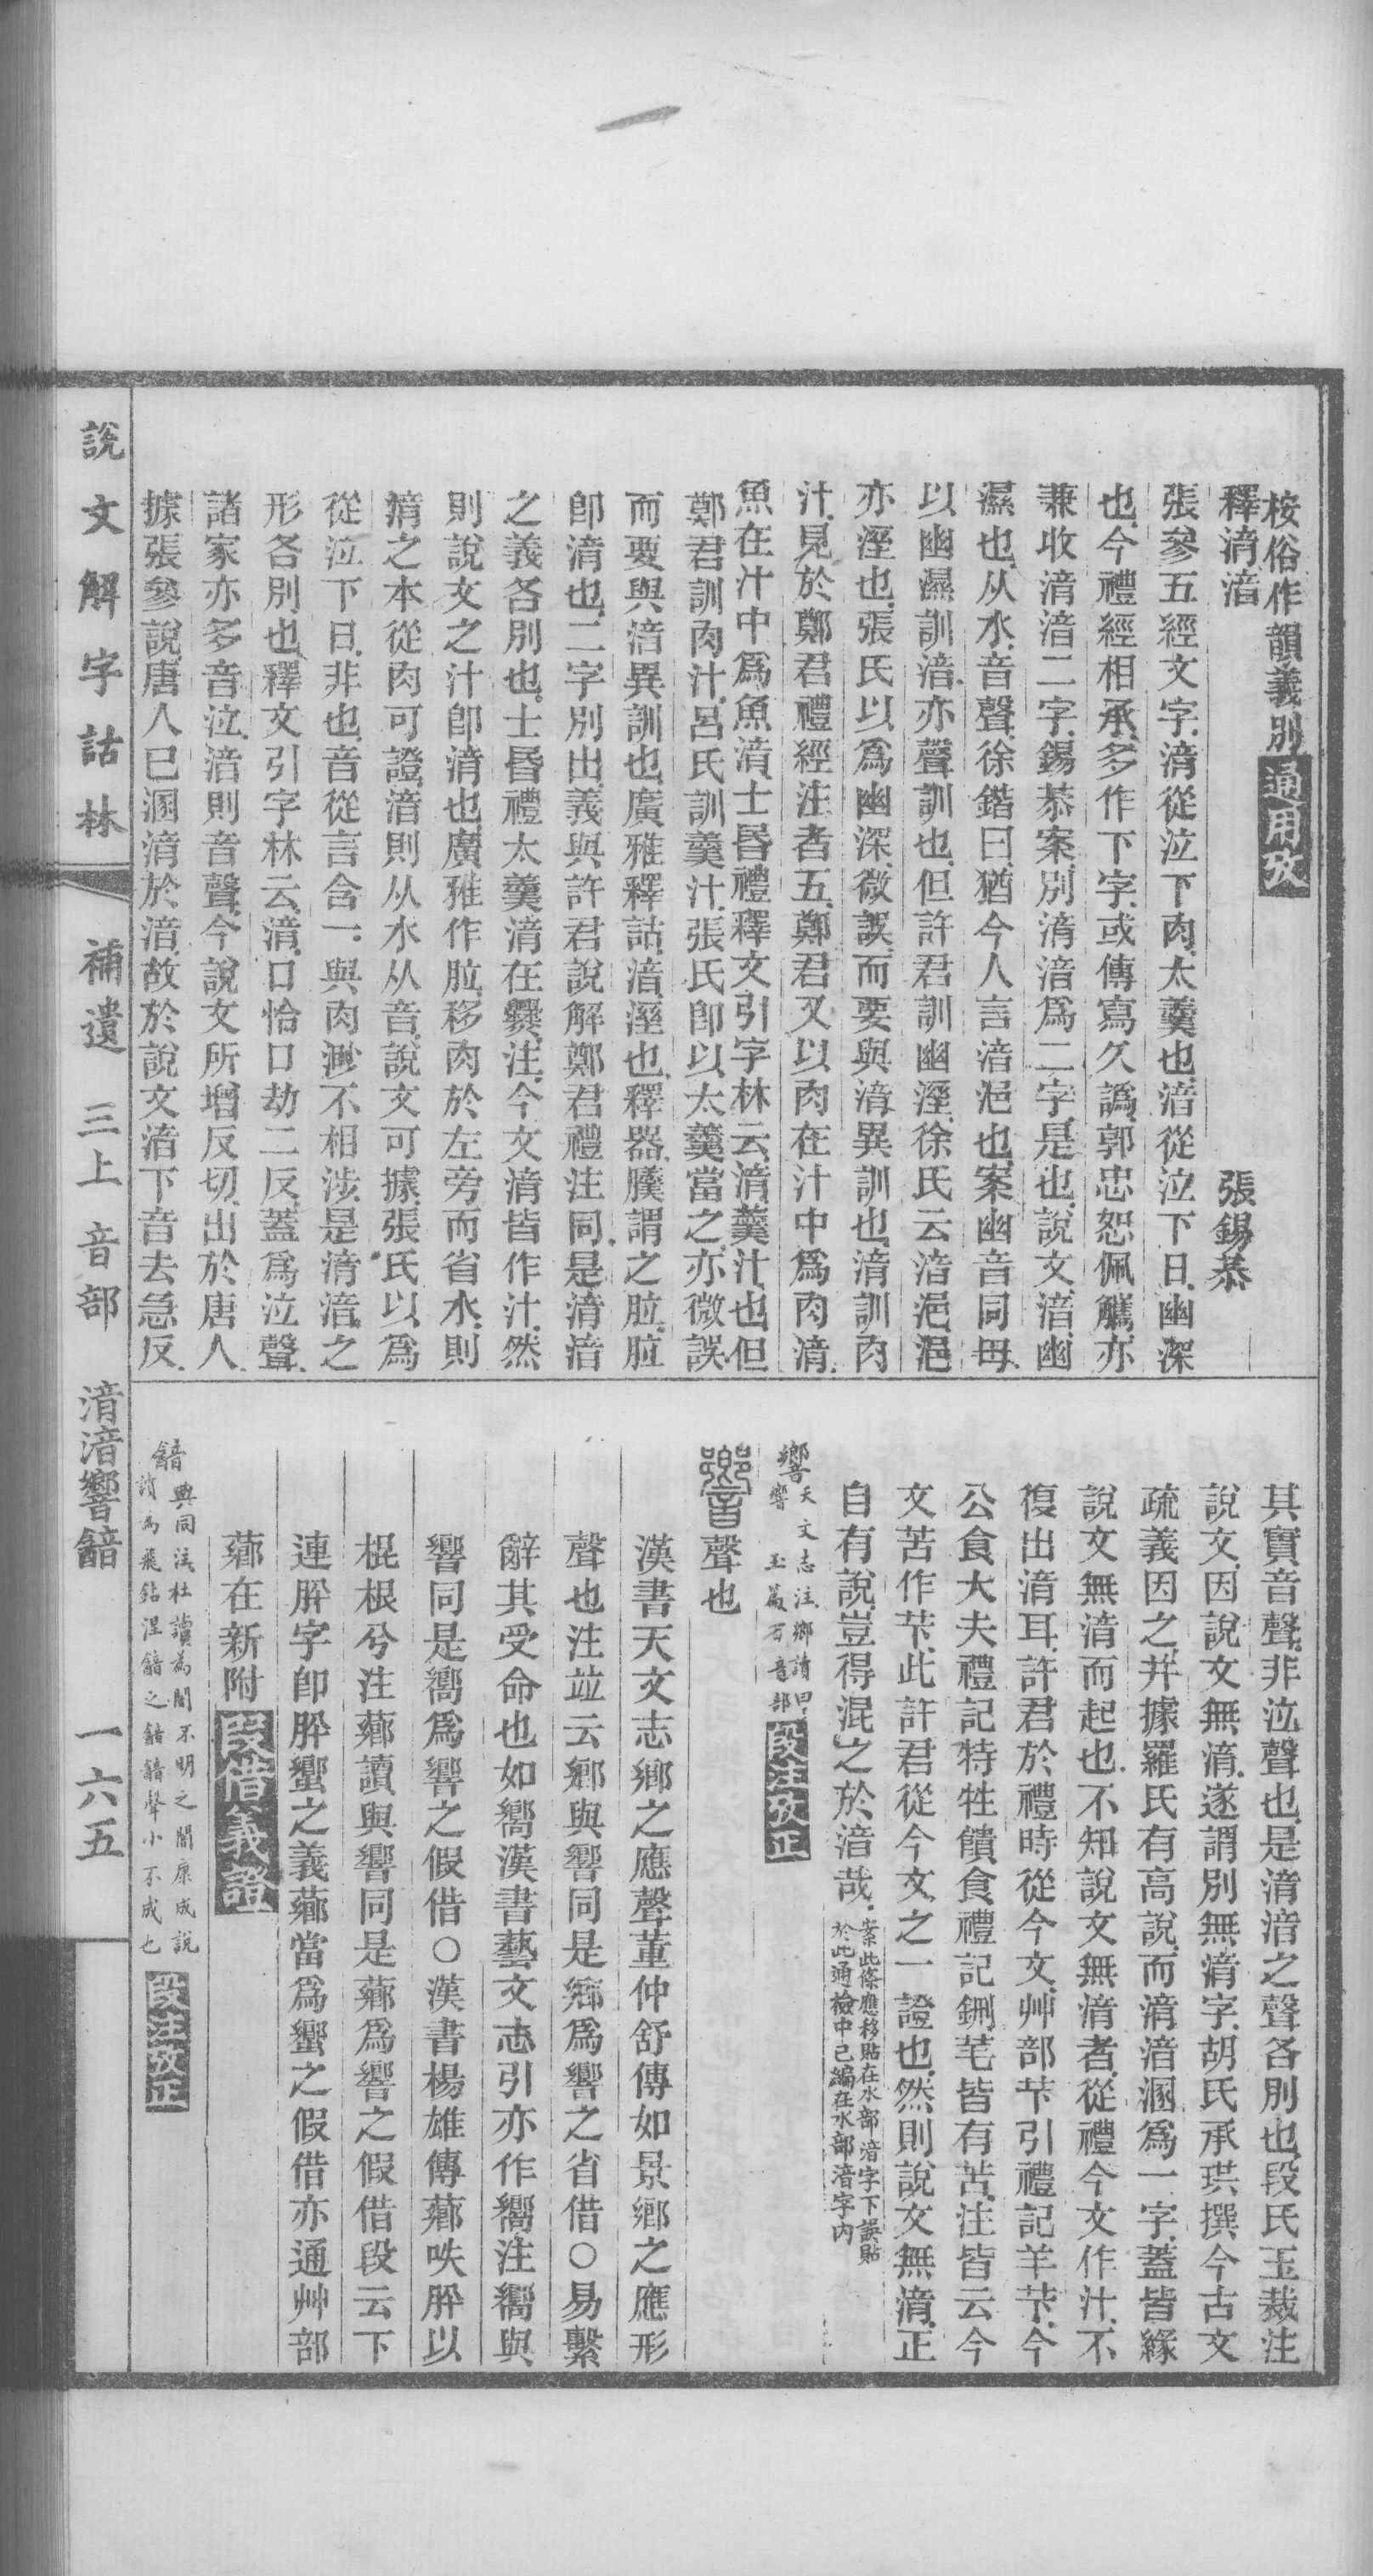 桉俗作韻義別 通用攷
釋湇湆 張錫恭
張參五經文字湇從泣下肉太羹也湆從泣下日幽深
也今禮經相承多作下字或傳寫久譌郭忠恕佩觿亦
兼收湇湆二字錫恭案別湇湆爲二字是也說文湆幽
濕也从水音聲徐鍇曰猶今人言湆浥也案幽音同母
以幽濕訓湆亦聲訓也但許君訓幽溼徐氏云湆浥浥
亦溼也張氏以爲幽深微誤而要與湇異訓也湇訓肉
汁見於鄭君禮經注者五鄭君又以肉在汁中爲肉湇
魚在汁中爲魚湇士昏禮釋文引字林云湇羹汁也但
鄭君訓肉汁呂氏訓羹汁張氏卽以太羹當之亦微誤
而要與湆異訓也廣雅釋詁湆溼也釋器臐謂之䏠䏠
卽湇也二字別出義與許君說解鄭君禮注同是湇湆
之義各別也士昏禮太羹湇在爨注今文湇皆作汁然
則說文之汁卽湇也廣雅作䏠移肉於左旁而省水則
湇之本從肉可證湆則从水从音說文可據張氏以爲
從泣下日非也音從言含一與肉渺不相涉是湇湆之
形各別也釋文引字林云湇口恰口劫二反蓋爲泣聲
諸家亦多音泣湆則音聲今說文所增反切出於唐人
據張參說唐人已溷湇於湆故於說文湆下音去急反
其實音聲非泣聲也是湇湆之聲各別也段氏玉裁注
說文因說文無湇遂謂別無湇字胡氏承珙撰今古文
疏義因之并據羅氏有高說而湇湆溷爲一字蓋皆緣
說文無湇而起也不知說文無湇者從禮今文作汁不
復出湇耳許君於禮時從今文艸部芐引禮記羊芐今
公食大夫禮記特牲饋食禮記鉶芼皆有苦注皆云今
文苦作芐此許君從今文之一證也然則說文無湇正
自有說豈得混之於湆哉 案此條應移貼在水部湆字下誤貼
於此通檢中已編在水部湆字內
響 天文志注鄉讀曰
響 玉篇万音部 段注攷正
響聲也
漢書天文志鄉之應聲董仲舒傳如景鄉之應形
聲也注竝云鄉與響同是鄉爲響之省借○易繫
辭其受命也如嚮漢書藝文志引亦作嚮注嚮與
響同是嚮爲響之假借○漢書楊雄傳薌呹肸以
棍根兮注薌讀與響同是薌爲響之假借段云下
連肸字卽肸蠁之義薌當爲蠁之假借亦通艸部
薌在新附 段借義證
韽 典同注杜讀為闇不明之闇康成說
讀為飛鉆涅韽之韽韽聲小不成也 段注攷正
說文解字詁林 補遺 三上 音部 湇湆響韽 一六五